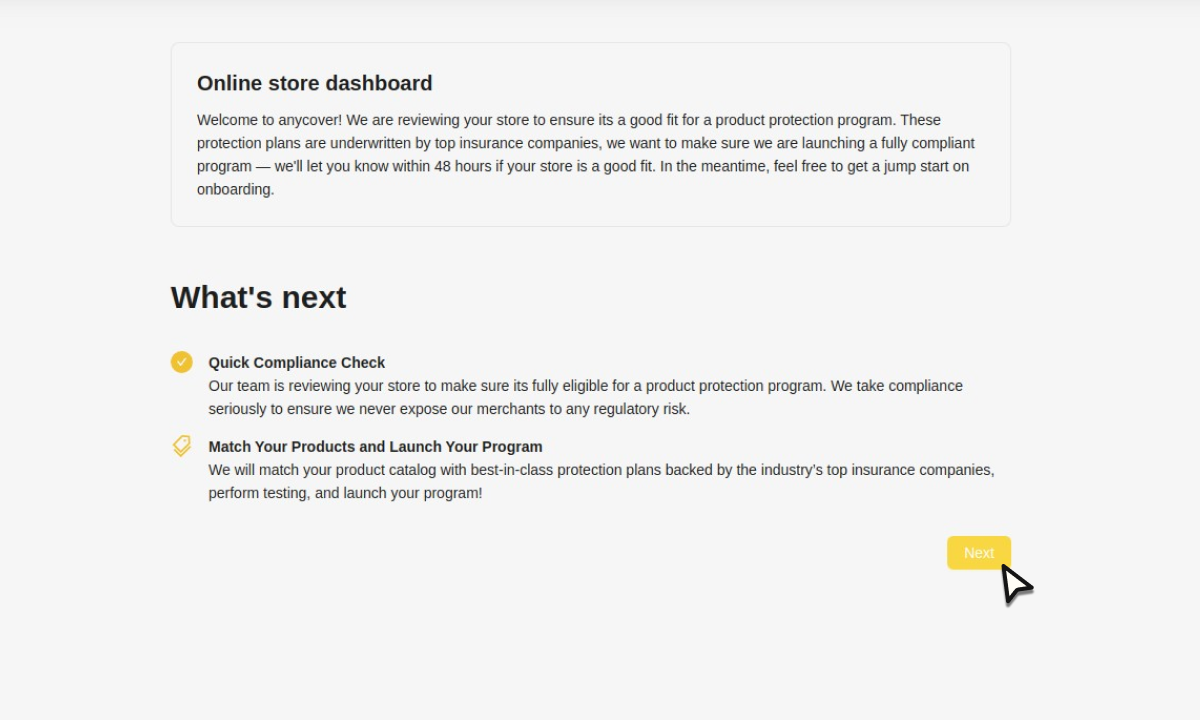 Online store dashboard
Welcome to anycover! We are reviewing your store to ensure its a good fit for a product protection program. These
protection plans are underwritten by top insurance companies, we want to make sure we are launching a fully compliant
program — we'll let you know within 48 hours if your store is a good fit. In the meantime, feel free to get a jump start on
onboarding.
What's next
Quick Compliance Check
Our team is reviewing your store to make sure its fully eligible for a product protection program. We take compliance
seriously to ensure we never expose our merchants to any regulatory risk.
Match Your Products and Launch Your Program
We will match your product catalog with best-in-class protection plans backed by the industry’s top insurance companies,
perform testing, and launch your program!
Next